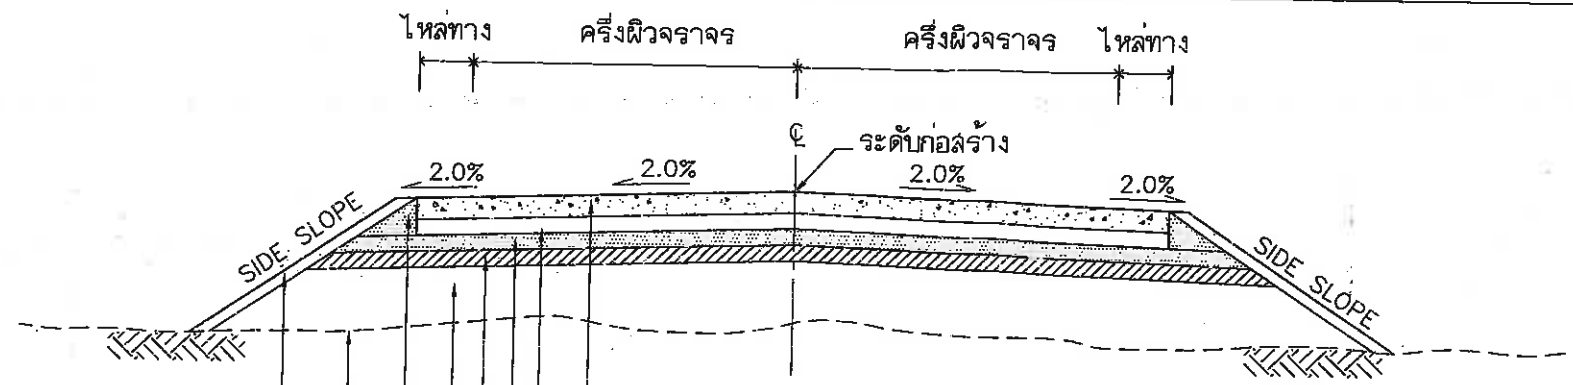 ไหล่ทาง ครึ่งผิวจราจร ครึ่งผิวจราจร ไหล่ทาง
℄ ระดับก่อสร้าง
2.0% 2.0% 2.0% 2.0%
SIDE SLOPE SIDE SLOPE